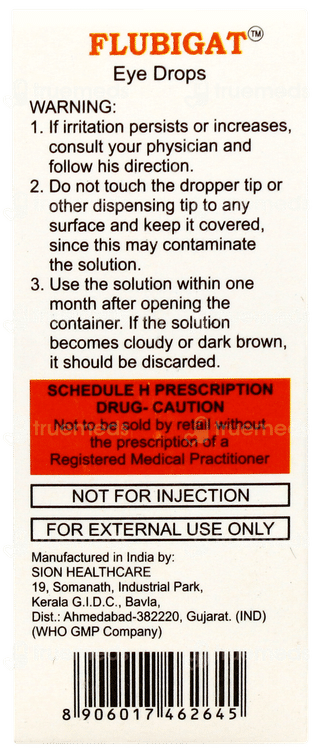 FLUBIGAT™
Eye Drops
WARNING:
1. If irritation persists or increases,
consult your physician and
follow his direction.
2. Do not touch the dropper tip or
other dispensing tip to any
surface and keep it covered,
since this may contaminate
the solution.
3. Use the solution within one
month after opening the
container. If the solution
becomes cloudy or dark brown,
it should be discarded.
SCHEDULE H PRESCRIPTION
DRUG- CAUTION
Not to be sold by retail without
the prescription of a
Registered Medical Practitioner
NOT FOR INJECTION
FOR EXTERNAL USE ONLY
Manufactured in India by:
SION HEALTHCARE
19, Somanath, Industrial Park,
Kerala G.I.D.C., Bavla,
Dist.: Ahmedabad-382220, Gujarat. (IND)
(WHO GMP Company)
8 906017 462645